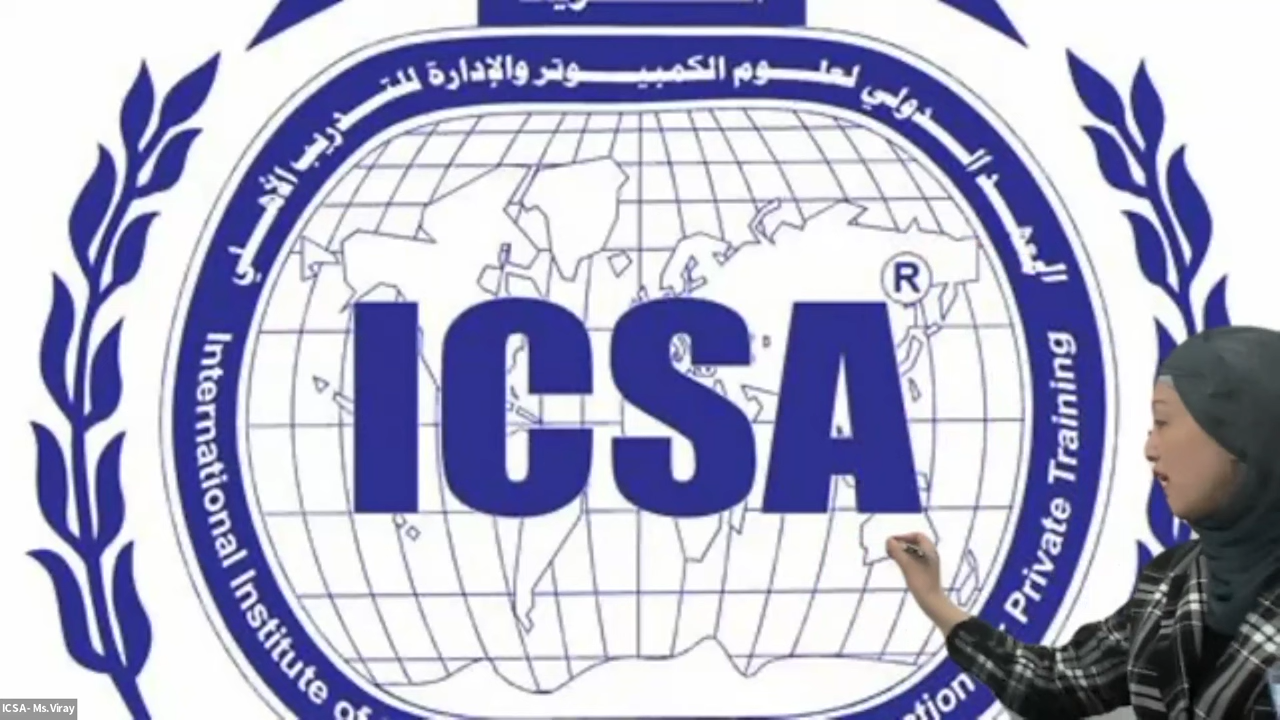 المعهد الدولي لعلوم الكمبيوتر والإدارة للتدريب الأهلي
ICSA
R
International Institute of
Private Training
ICSA- Ms.Viray